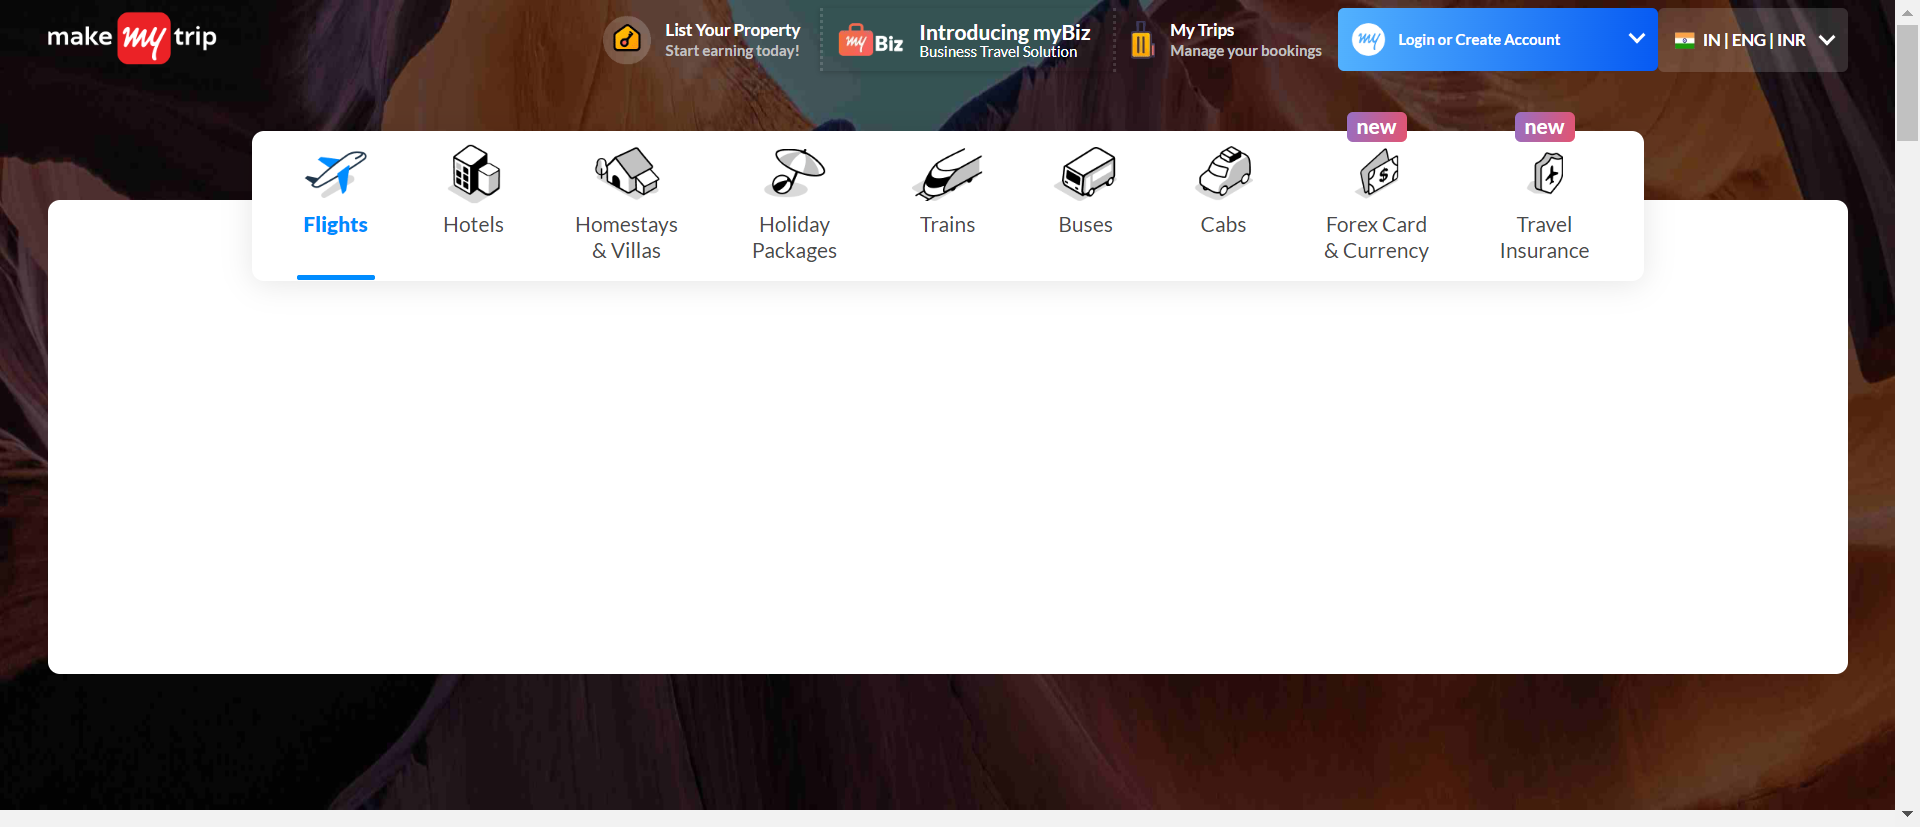 make my trip
List Your Property
Start earning today!
my Biz
Introducing myBiz
Business Travel Solution
My Trips
Manage your bookings
my
Login or Create Account
IN | ENG | INR
new
new
Flights
Hotels
Homestays
& Villas
Holiday
Packages
Trains
Buses
Cabs
Forex Card
& Currency
Travel
Insurance